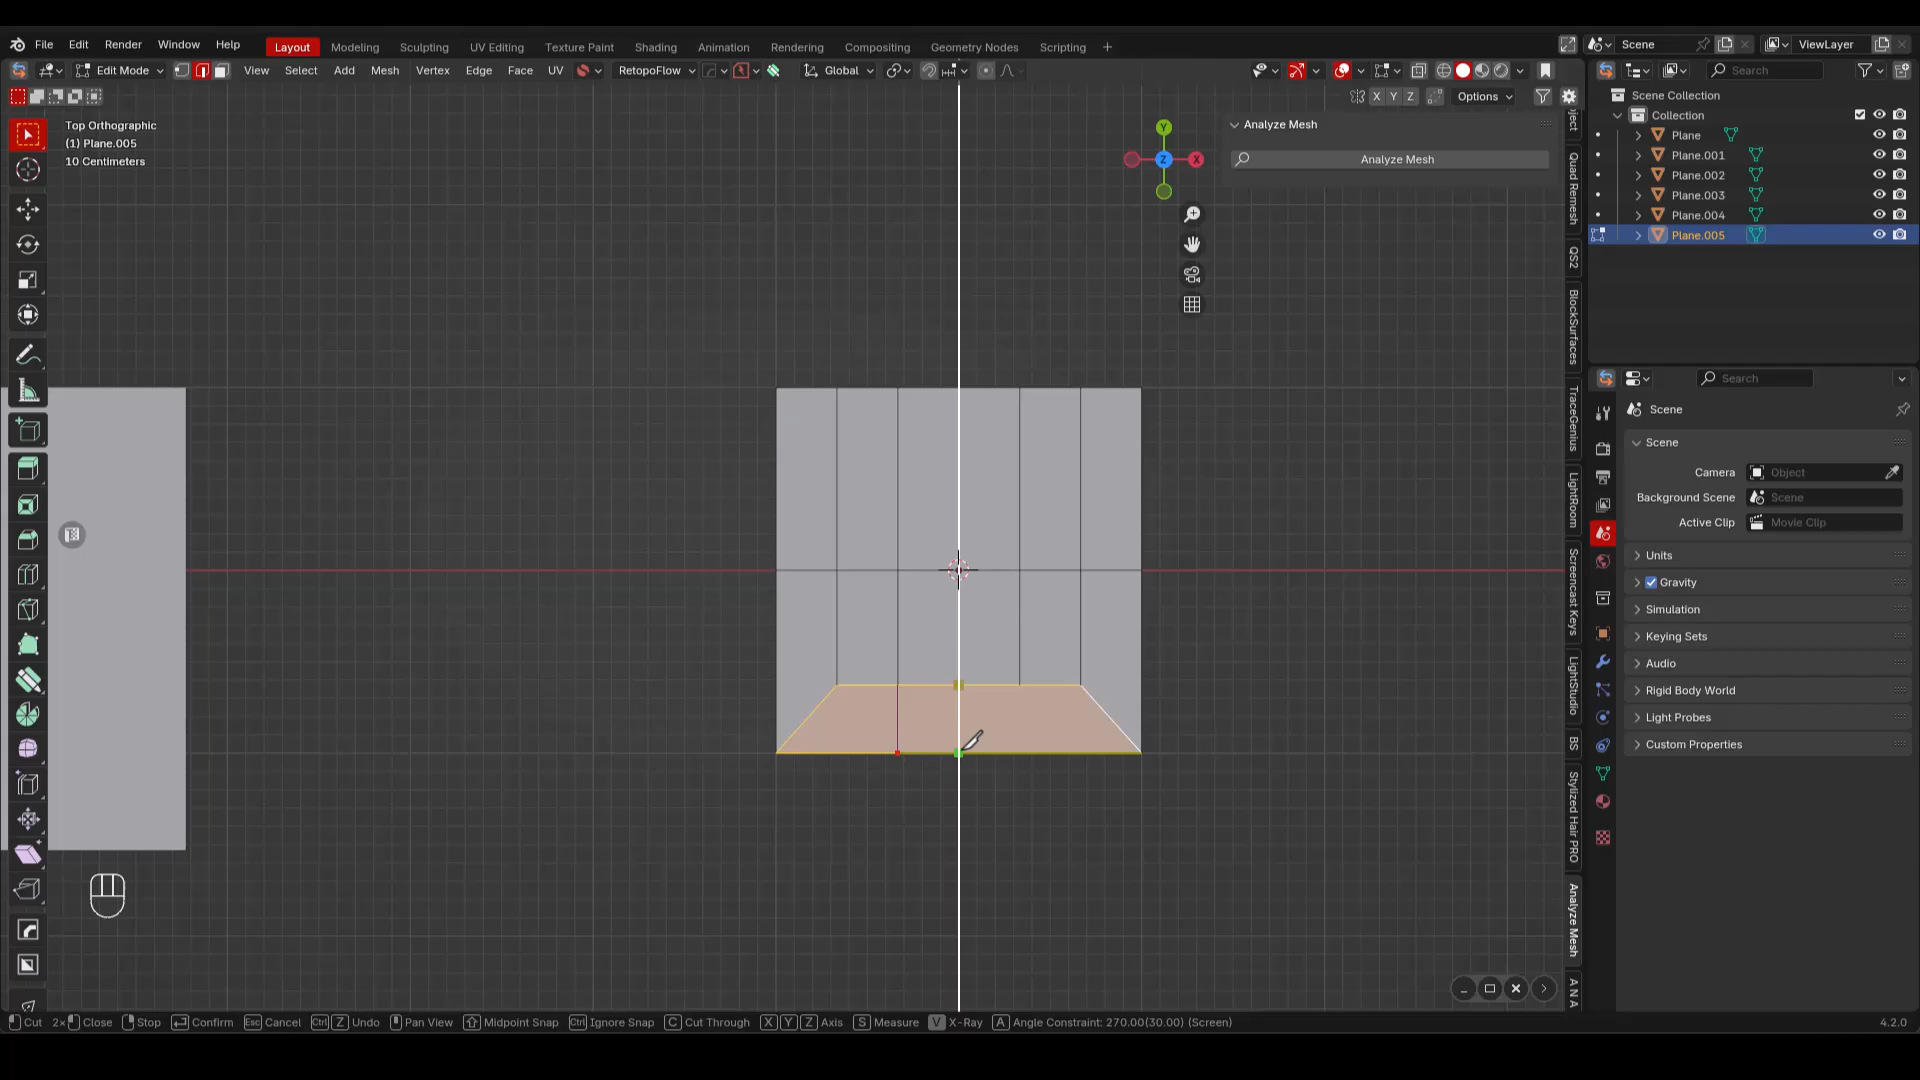 File Edit Render Window Help Layout Modeling Sculpting UV Editing Texture Paint Shading Animation Rendering Compositing Geometry Nodes Scripting + Scene ViewLayer
Edit Mode View Select Add Mesh Vertex Edge Face UV RetopoFlow Global Search
X Y Z Options
Scene Collection
Collection
Plane
Plane.001
Plane.002
Plane.003
Plane.004
Plane.005
Top Orthographic
(1) Plane.005
10 Centimeters
Y
X
Z
Analyze Mesh
Analyze Mesh
Quad Remesh
QS2
BlockSurfaces
TraceGenius
LightRoom
Screencast Keys
LightStudio
BS
Stylized Hair PRO
Analyze Mesh
A N A
Search
Scene
Scene
Camera Object
Background Scene Scene
Active Clip Movie Clip
Units
Gravity
Simulation
Keying Sets
Audio
Rigid Body World
Light Probes
Custom Properties
Cut 2× Close Stop Confirm Esc Cancel Ctrl Z Undo Pan View Midpoint Snap Ctrl Ignore Snap C Cut Through X Y Z Axis S Measure V X-Ray A Angle Constraint: 270.00(30.00) (Screen) 4.2.0